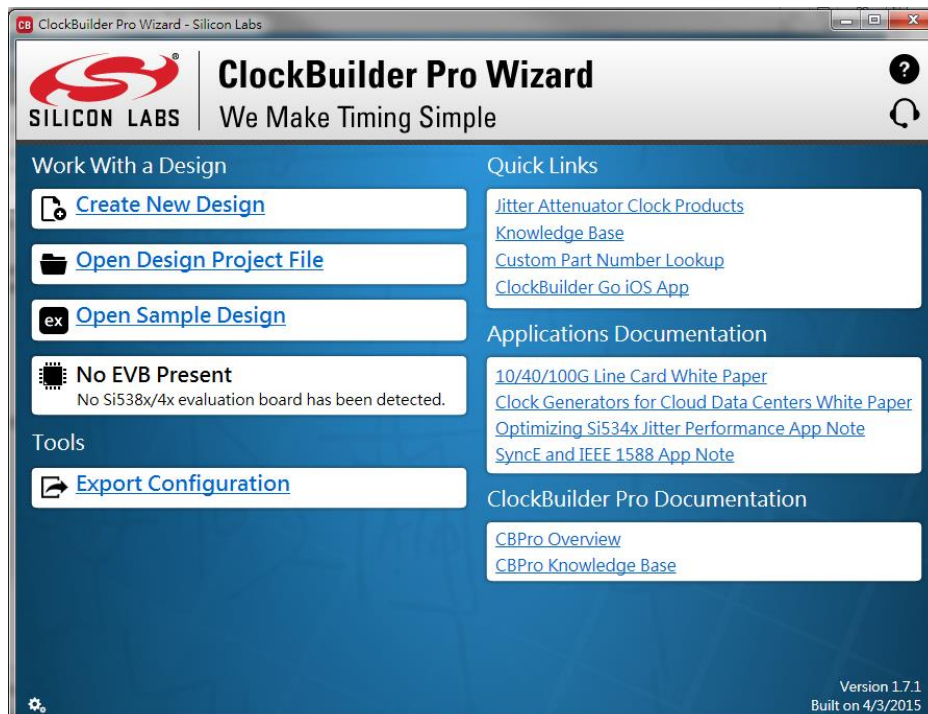 CB ClockBuilder Pro Wizard - Silicon Labs
SILICON LABS
®
ClockBuilder Pro Wizard
We Make Timing Simple
?
Work With a Design
Create New Design
Open Design Project File
ex Open Sample Design
No EVB Present
No Si538x/4x evaluation board has been detected.
Tools
Export Configuration
Quick Links
Jitter Attenuator Clock Products
Knowledge Base
Custom Part Number Lookup
ClockBuilder Go iOS App
Applications Documentation
10/40/100G Line Card White Paper
Clock Generators for Cloud Data Centers White Paper
Optimizing Si534x Jitter Performance App Note
SyncE and IEEE 1588 App Note
ClockBuilder Pro Documentation
CBPro Overview
CBPro Knowledge Base
Version 1.7.1
Built on 4/3/2015